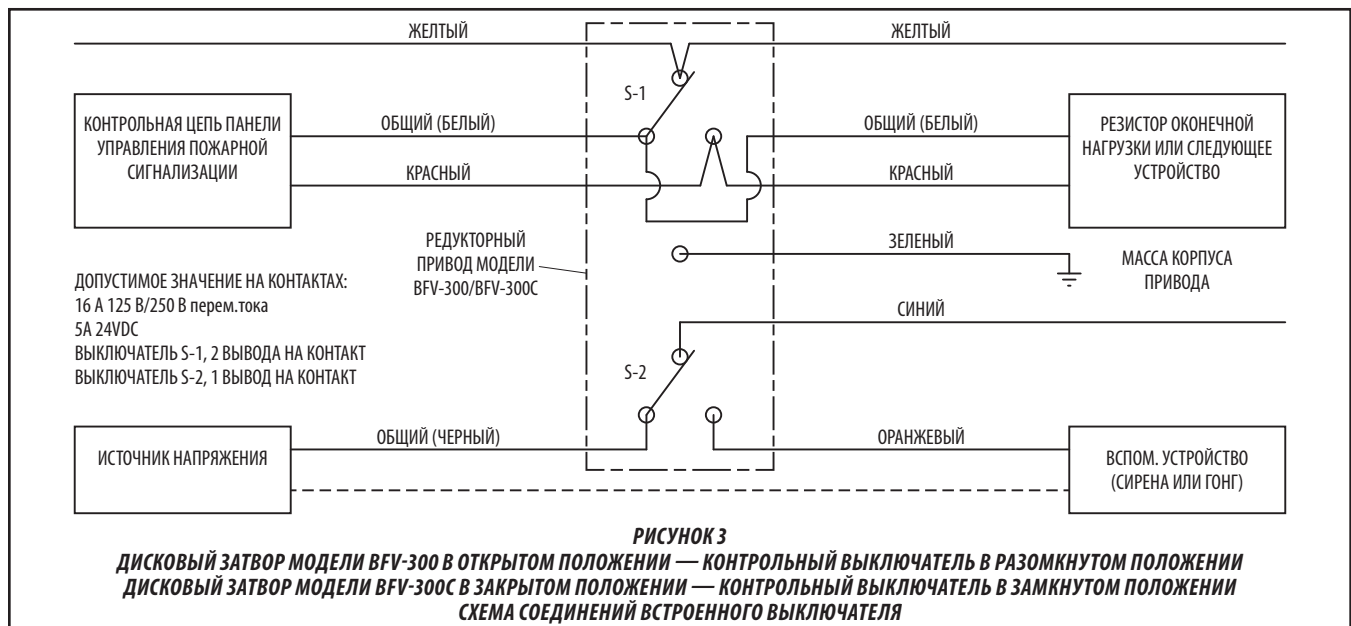 ЖЕЛТЫЙ
ЖЕЛТЫЙ
S-1
КОНТРОЛЬНАЯ ЦЕПЬ ПАНЕЛИ
УПРАВЛЕНИЯ ПОЖАРНОЙ
СИГНАЛИЗАЦИИ
ОБЩИЙ (БЕЛЫЙ)
ОБЩИЙ (БЕЛЫЙ)
РЕЗИСТОР ОКОНЕЧНОЙ
НАГРУЗКИ ИЛИ СЛЕДУЮЩЕЕ
УСТРОЙСТВО
КРАСНЫЙ
КРАСНЫЙ
РЕДУКТОРНЫЙ
ПРИВОД МОДЕЛИ
BFV-300/BFV-300C
ЗЕЛЕНЫЙ
МАССА КОРПУСА
ПРИВОДА
ДОПУСТИМОЕ ЗНАЧЕНИЕ НА КОНТАКТАХ:
16 А 125 В/250 В перем.тока
5A 24VDC
ВЫКЛЮЧАТЕЛЬ S-1, 2 ВЫВОДА НА КОНТАКТ
ВЫКЛЮЧАТЕЛЬ S-2, 1 ВЫВОД НА КОНТАКТ
СИНИЙ
S-2
ИСТОЧНИК НАПРЯЖЕНИЯ
ОБЩИЙ (ЧЕРНЫЙ)
ОРАНЖЕВЫЙ
ВСПОМ. УСТРОЙСТВО
(СИРЕНА ИЛИ ГОНГ)
РИСУНОК 3
ДИСКОВЫЙ ЗАТВОР МОДЕЛИ BFV-300 В ОТКРЫТОМ ПОЛОЖЕНИИ — КОНТРОЛЬНЫЙ ВЫКЛЮЧАТЕЛЬ В РАЗОМКНУТОМ ПОЛОЖЕНИИ
ДИСКОВЫЙ ЗАТВОР МОДЕЛИ BFV-300C В ЗАКРЫТОМ ПОЛОЖЕНИИ — КОНТРОЛЬНЫЙ ВЫКЛЮЧАТЕЛЬ В ЗАМКНУТОМ ПОЛОЖЕНИИ
СХЕМА СОЕДИНЕНИЙ ВСТРОЕННОГО ВЫКЛЮЧАТЕЛЯ